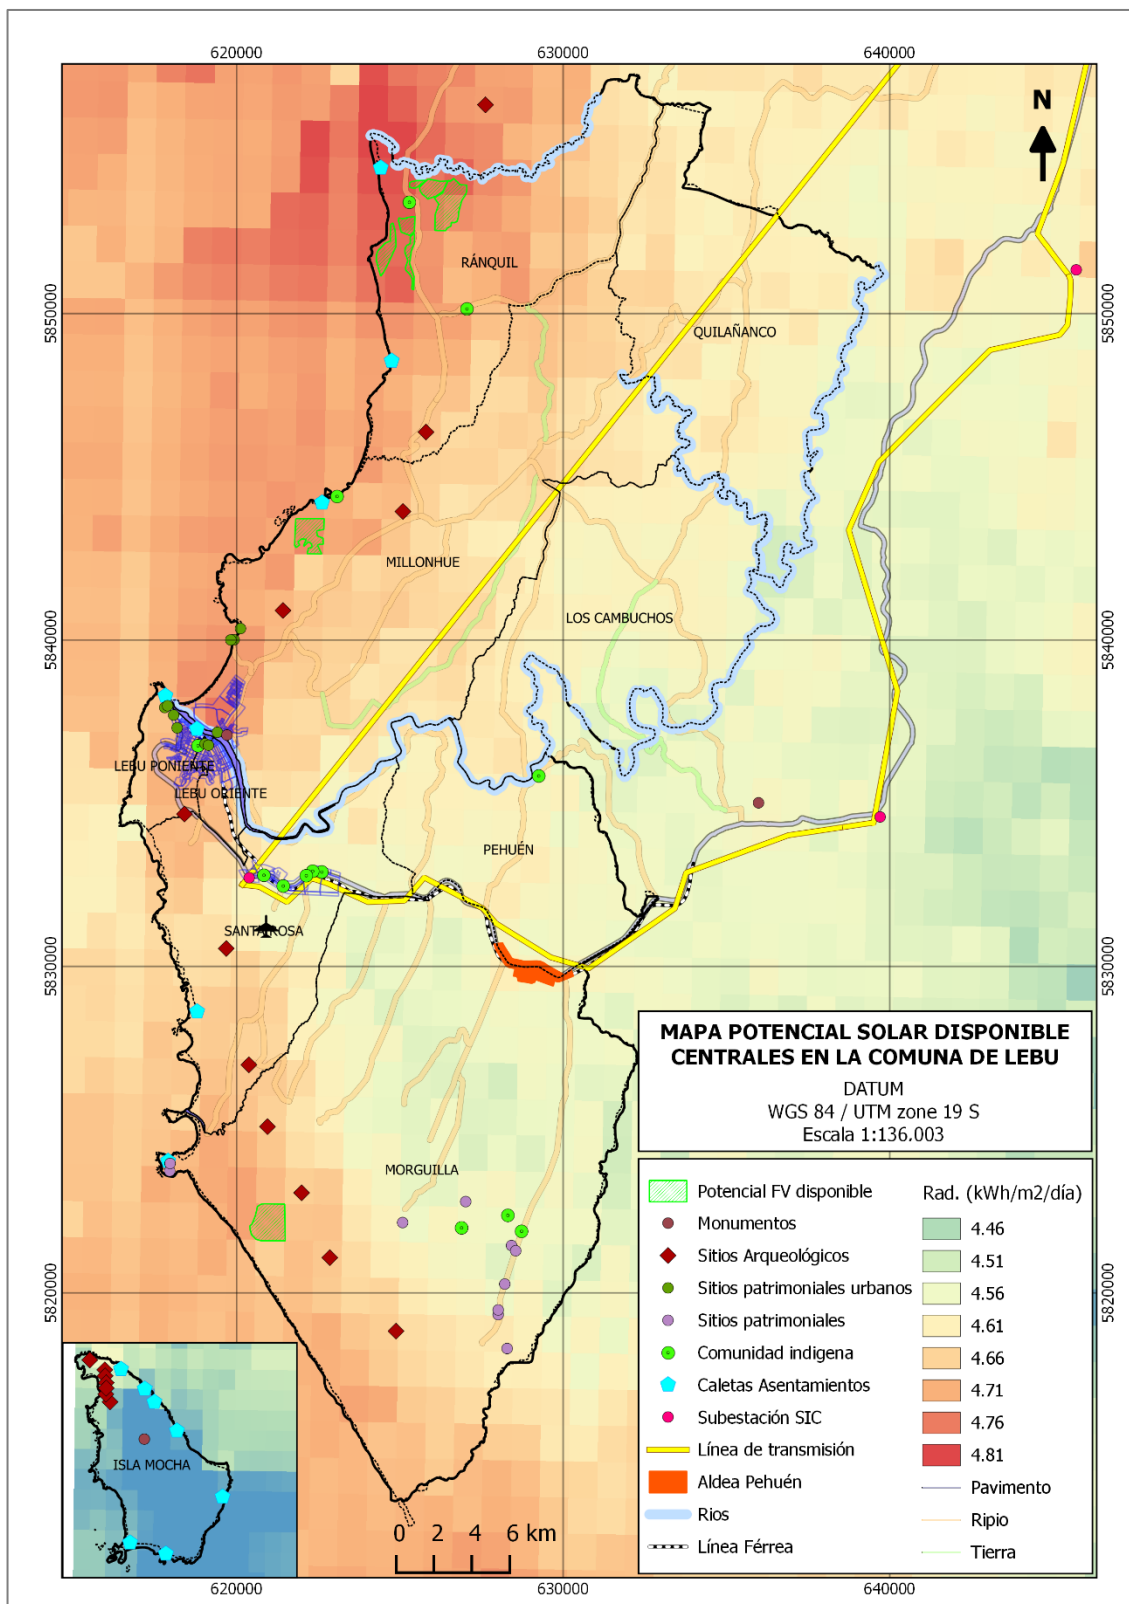 620000
630000
640000
N
RÁNQUIL
5850000
5850000
QUILAÑANCO
MILLONHUE
LOS CAMBUCHOS
5840000
5840000
LEBU PONIENTE
LEBU ORIENTE
PEHUÉN
SANTA ROSA
5830000
5830000
MAPA POTENCIAL SOLAR DISPONIBLE
CENTRALES EN LA COMUNA DE LEBU
DATUM
WGS 84 / UTM zone 19 S
Escala 1:136.003
MORGUILLA
Potencial FV disponible
Monumentos
Sitios Arqueológicos
Sitios patrimoniales urbanos
Sitios patrimoniales
Comunidad indigena
Caletas Asentamientos
Subestación SIC
Línea de transmisión
Aldea Pehuén
Rios
Línea Férrea
Rad. (kWh/m2/día)
4.46
4.51
4.56
4.61
4.66
4.71
4.76
4.81
Pavimento
Ripio
Tierra
5820000
5820000
ISLA MOCHA
0 2 4 6 km
620000
630000
640000